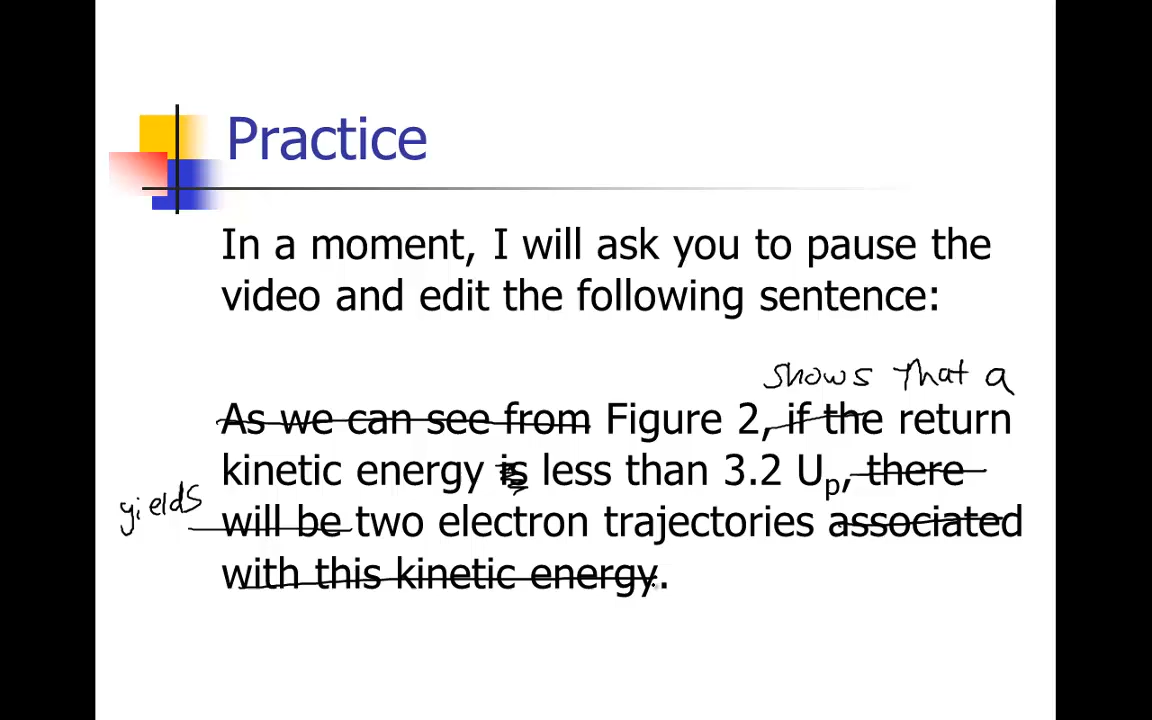 Practice
In a moment, I will ask you to pause the
video and edit the following sentence:
shows that a
As we can see from Figure 2, if the return
kinetic energy is less than 3.2 Up, there
yields
will be two electron trajectories associated
with this kinetic energy.